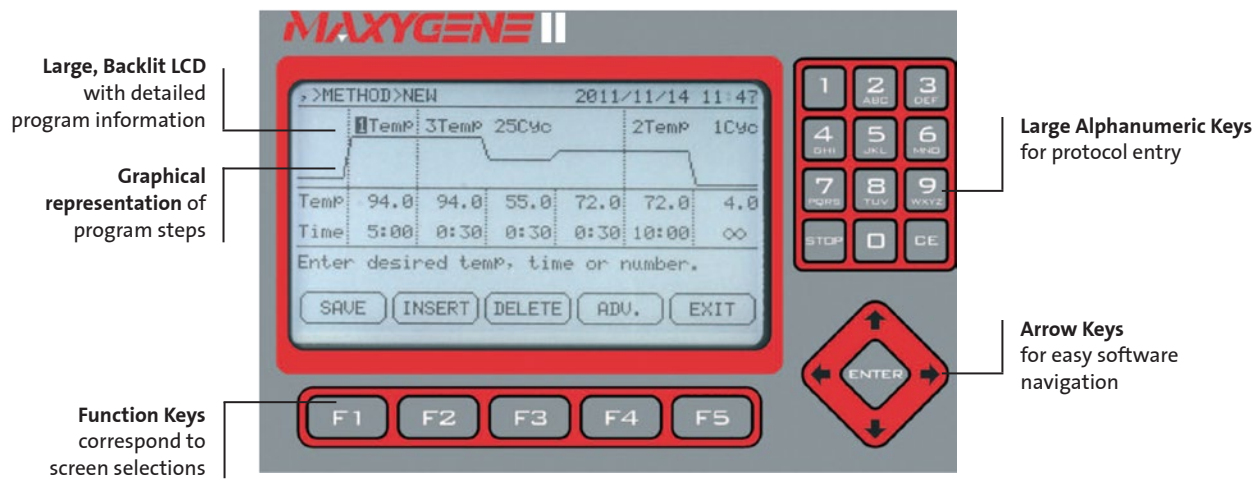 MAXYGENE II
Large, Backlit LCD
with detailed
program information
Graphical
representation of
program steps
>METHOD>NEW 2011/11/14 11:47
1Temp 3Temp 25Cyc 2Temp 1Cyc
Temp 94.0 94.0 55.0 72.0 72.0 4.0
Time 5:00 0:30 0:30 0:30 10:00 ∞
Enter desired temp, time or number.
SAVE INSERT DELETE ADV. EXIT
Function Keys
correspond to
screen selections
F1 F2 F3 F4 F5
1 2 3
ABC DEF
4 5 6
GHI JKL MNO
7 8 9
PQRS TUV WXYZ
STOP 0 CE
ENTER
Large Alphanumeric Keys
for protocol entry
Arrow Keys
for easy software
navigation